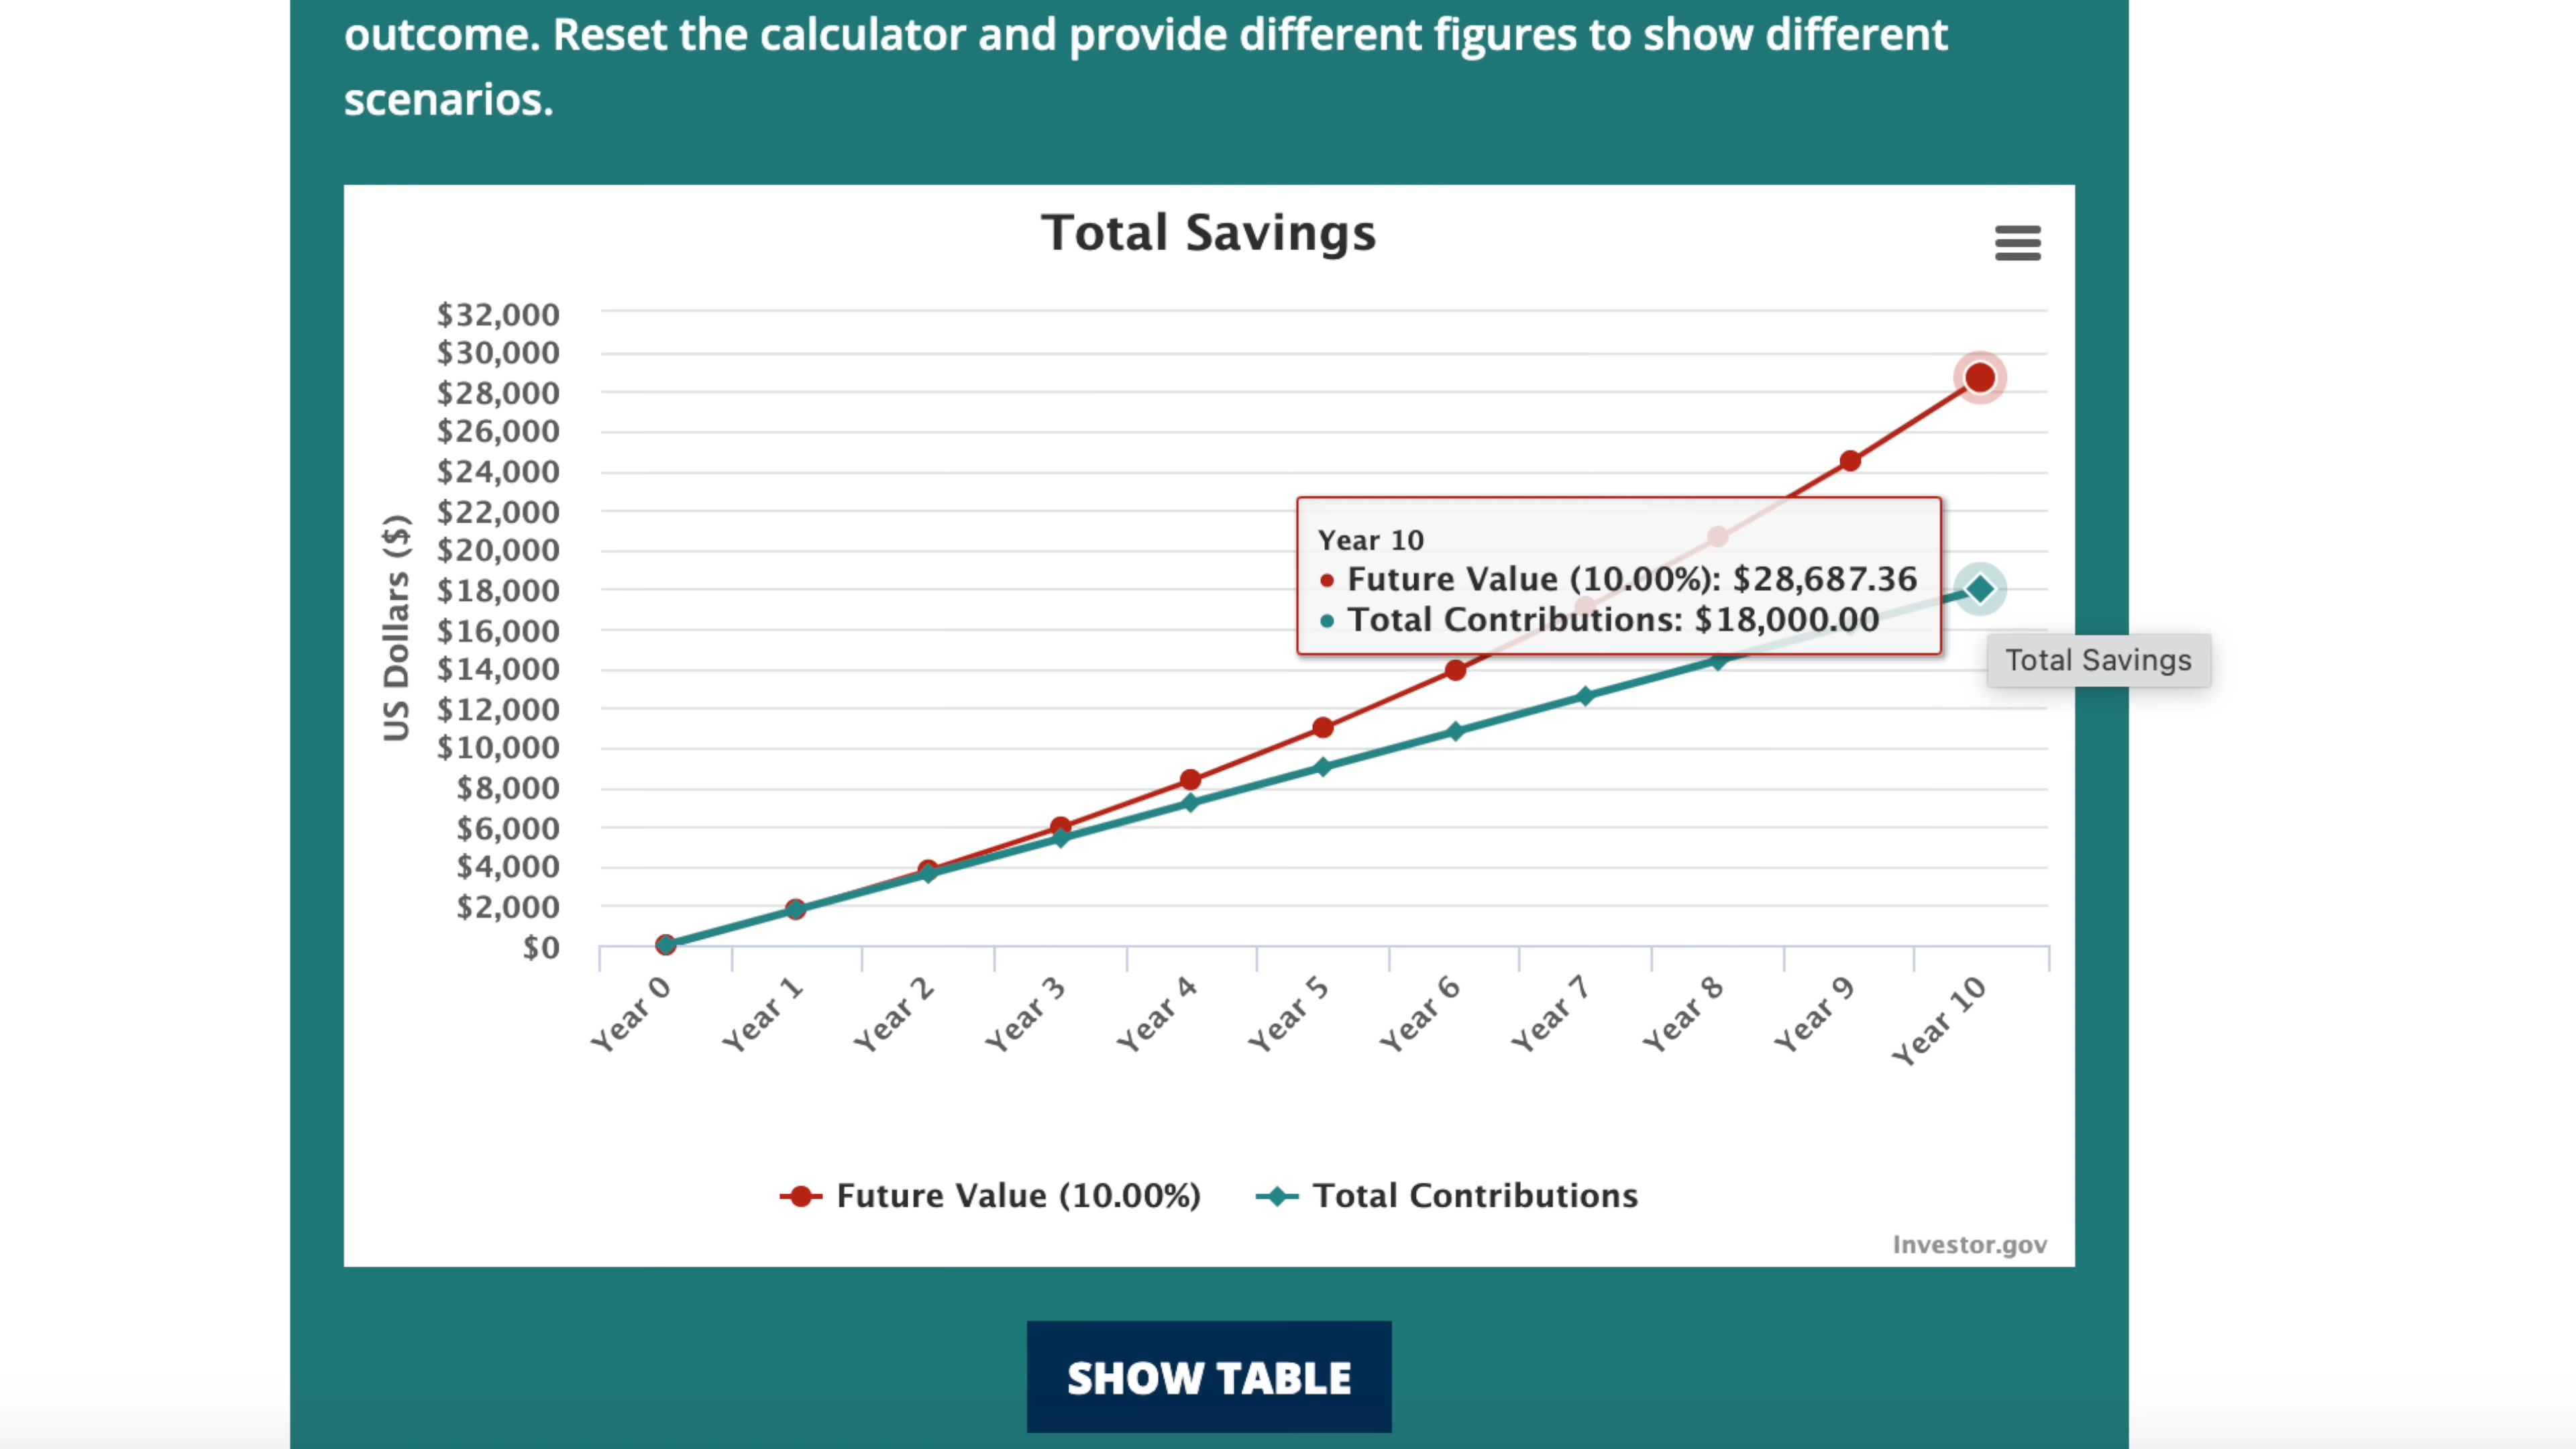 outcome. Reset the calculator and provide different figures to show different
scenarios.
Total Savings
US Dollars ($)
$32,000
$30,000
$28,000
$26,000
$24,000
$22,000
$20,000
$18,000
$16,000
$14,000
$12,000
$10,000
$8,000
$6,000
$4,000
$2,000
$0
Year 10
Future Value (10.00%): $28,687.36
Total Contributions: $18,000.00
Total Savings
Year 0
Year 1
Year 2
Year 3
Year 4
Year 5
Year 6
Year 7
Year 8
Year 9
Year 10
Future Value (10.00%)
Total Contributions
Investor.gov
SHOW TABLE